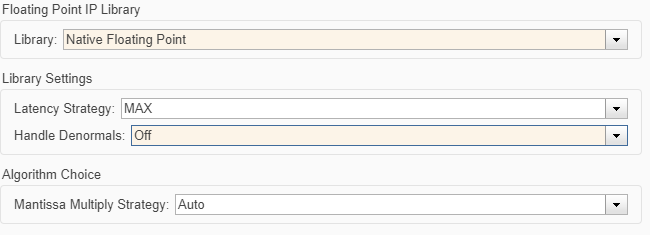 Floating Point IP Library
Library: Native Floating Point
Library Settings
Latency Strategy: MAX
Handle Denormals: Off
Algorithm Choice
Mantissa Multiply Strategy: Auto